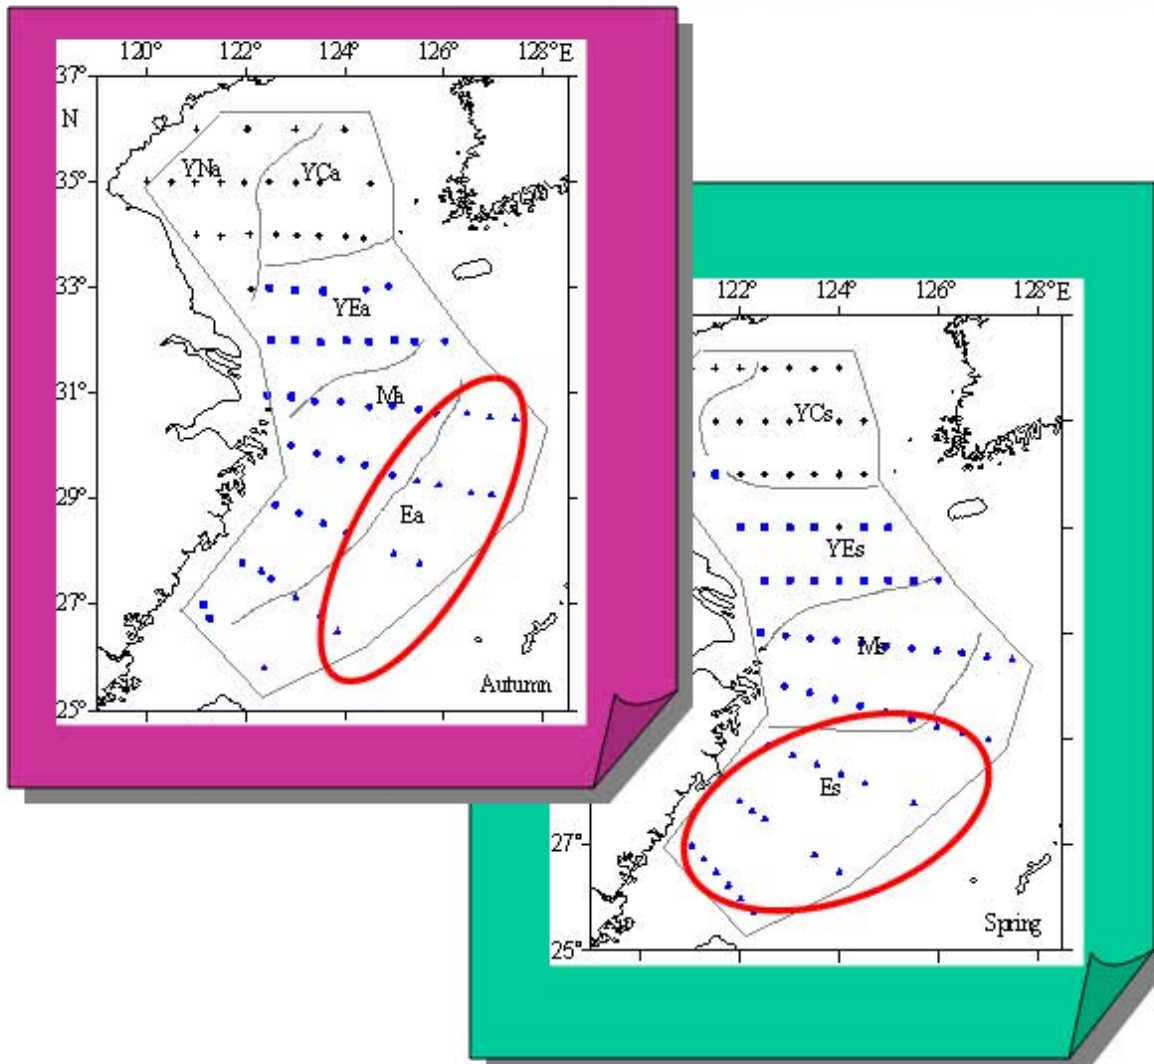 120° 122° 124° 126° 128°E
37°
N
YNa YCa
35°
33°
YEa
31°
Ma
29°
Ea
27°
Autumn
25°
122° 124° 126° 128°E
YCs
YEs
Ms
Es
27°
Spring
25°